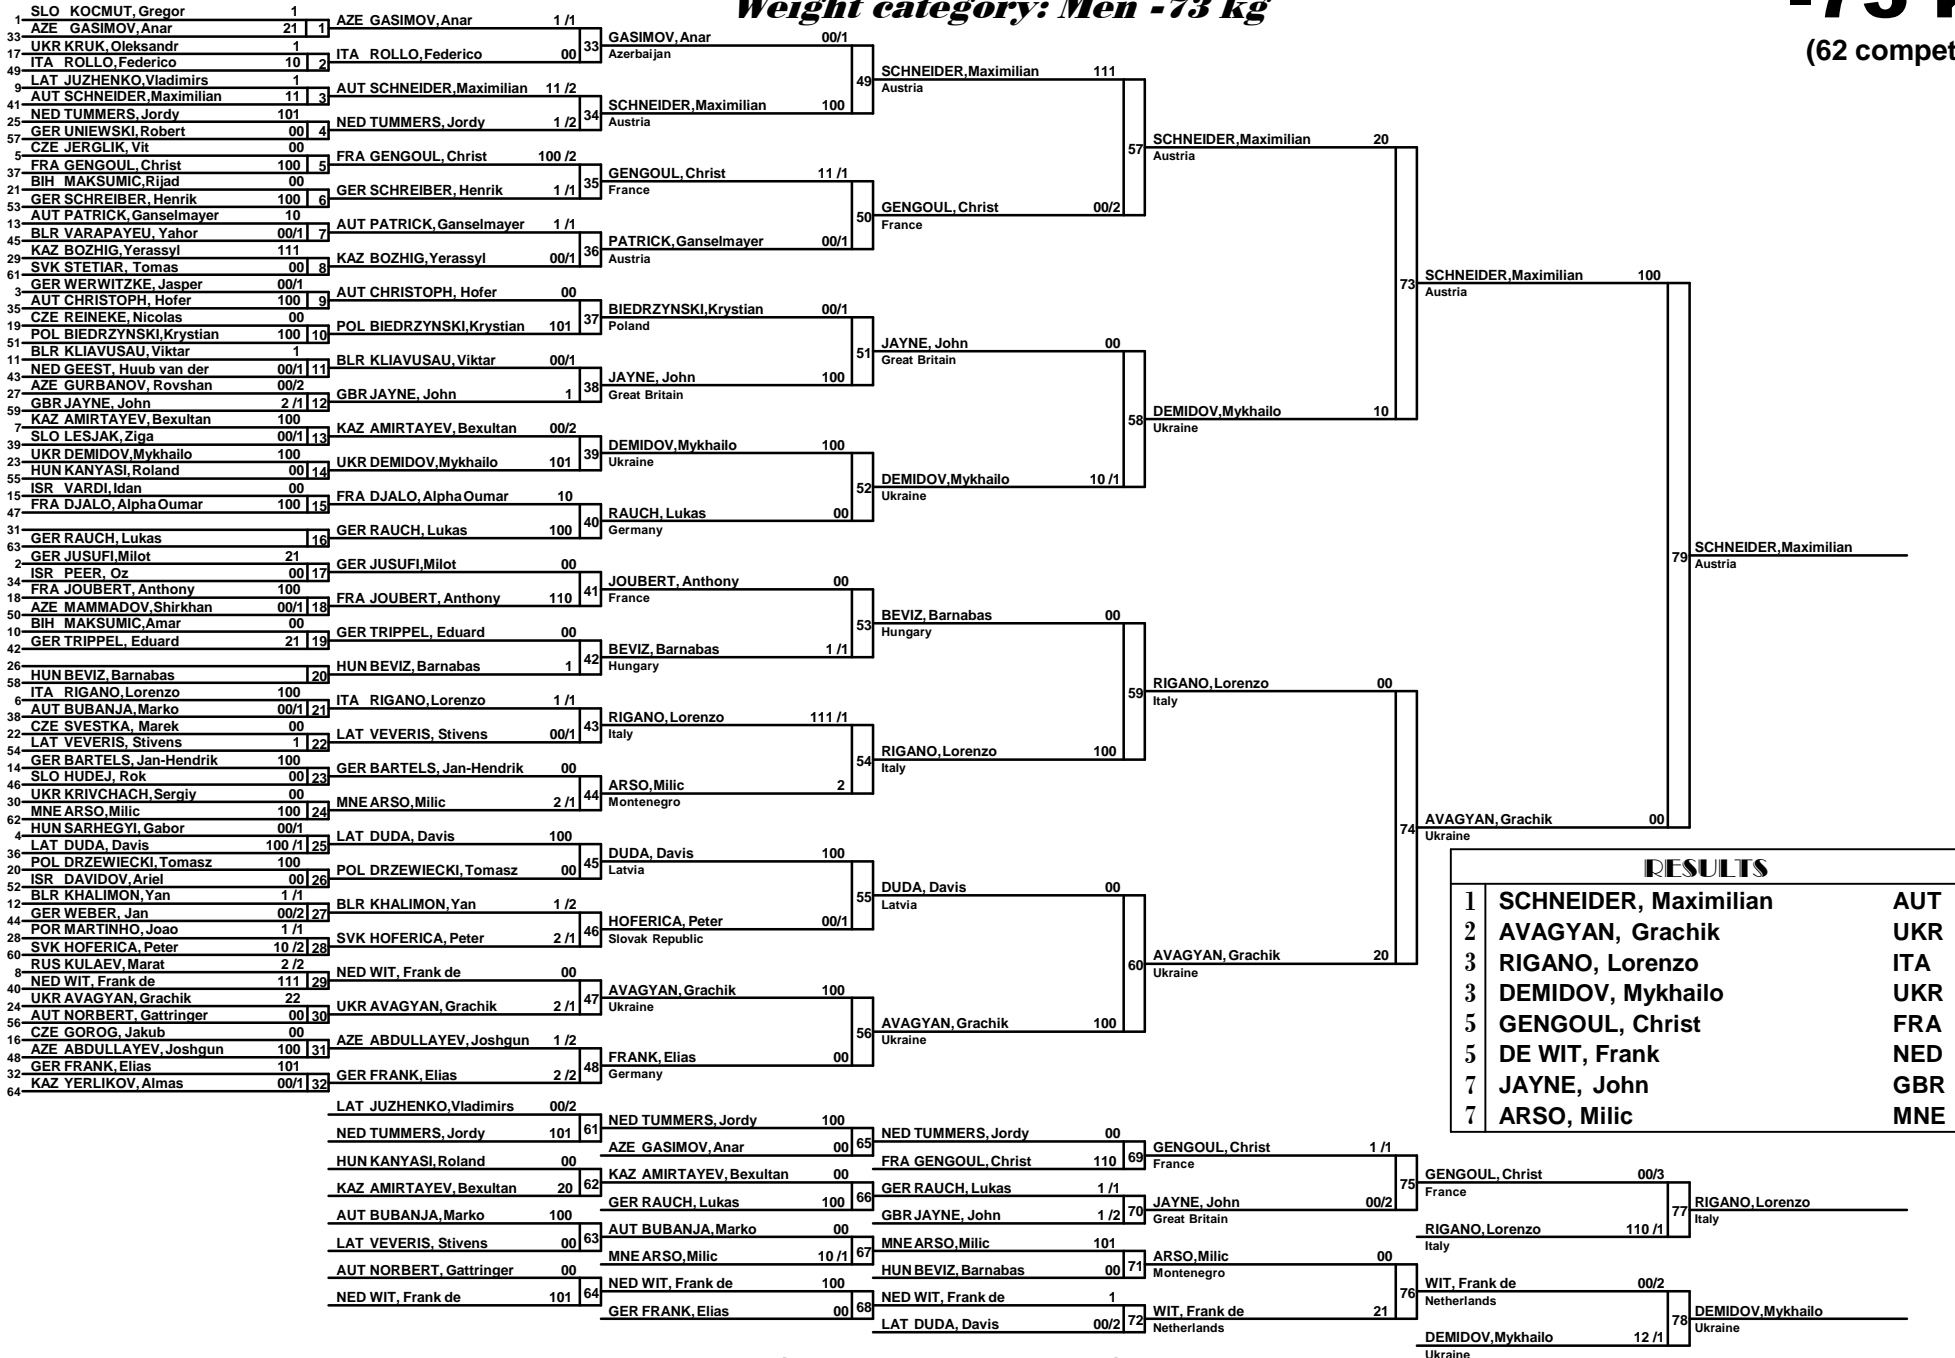 Weight category: Men -73 kg
(62 compet
1 SLO KOCMUT, Gregor 1
33 AZE GASIMOV, Anar 21 1
17 UKR KRUK, Oleksandr 1
49 ITA ROLLO, Federico 10 2
9 LAT JUZHENKO, Vladimirs 1
41 AUT SCHNEIDER, Maximilian 11 3
25 NED TUMMERS, Jordy 101
57 GER UNIEWSKI, Robert 00 4
5 CZE JERGLIK, Vit 00
37 FRA GENGOUL, Christ 100 5
21 BIH MAKSUMIC, Rijad 00
53 GER SCHREIBER, Henrik 100 6
13 AUT PATRICK, Ganselmayer 10
45 BLR VARAPAYEU, Yahor 00/1 7
29 KAZ BOZHIG, Yerassyl 111
61 SVK STETIAR, Tomas 00 8
3 GER WERWITZKE, Jasper 00/1
35 AUT CHRISTOPH, Hofer 100 9
19 CZE REINEKE, Nicolas 00
51 POL BIEDRZYNSKI, Krystian 100 10
11 BLR KLIAVUSAU, Viktar 1
43 NED GEEST, Huub van der 00/1 11
27 AZE GURBANOV, Rovshan 00/2
59 GBR JAYNE, John 2 /1 12
7 KAZ AMIRTAYEV, Bexultan 100
39 SLO LESJAK, Ziga 00/1 13
23 UKR DEMIDOV, Mykhailo 100
55 HUN KANYASI, Roland 00 14
15 ISR VARDI, Idan 00
47 FRA DJALO, Alpha Oumar 100 15
31
63 GER RAUCH, Lukas 16
2 GER JUSUFI, Milot 21
34 ISR PEER, Oz 00 17
18 FRA JOUBERT, Anthony 100
50 AZE MAMMADOV, Shirkhan 00/1 18
10 BIH MAKSUMIC, Amar 00
42 GER TRIPPEL, Eduard 21 19
26
58 HUN BEVIZ, Barnabas 20
6 ITA RIGANO, Lorenzo 100
38 AUT BUBANJA, Marko 00/1 21
22 CZE SVESTKA, Marek 00
54 LAT VEVERIS, Stivens 1 22
14 GER BARTELS, Jan-Hendrik 100
46 SLO HUDEJ, Rok 00 23
30 UKR KRIVCHACH, Sergiy 00
62 MNE ARSO, Milic 100 24
4 HUN SARHEGYI, Gabor 00/1
36 LAT DUDA, Davis 100 /1 25
20 POL DRZEWIECKI, Tomasz 100
52 ISR DAVIDOV, Ariel 00 26
12 BLR KHALIMON, Yan 1 /1
44 GER WEBER, Jan 00/2 27
28 POR MARTINHO, Joao 1 /1
60 SVK HOFERICA, Peter 10 /2 28
8 RUS KULAEV, Marat 2 /2
40 NED WIT, Frank de 111 29
24 UKR AVAGYAN, Grachik 22
56 AUT NORBERT, Gattringer 00 30
16 CZE GOROG, Jakub 00
48 AZE ABDULLAYEV, Joshgun 100 31
32 GER FRANK, Elias 101
64 KAZ YERLIKOV, Almas 00/1 32
AZE GASIMOV, Anar 1 /1
ITA ROLLO, Federico 00 33
AUT SCHNEIDER, Maximilian 11 /2
NED TUMMERS, Jordy 1 /2 34
FRA GENGOUL, Christ 100 /2
GER SCHREIBER, Henrik 1 /1 35
AUT PATRICK, Ganselmayer 1 /1
KAZ BOZHIG, Yerassyl 00/1 36
AUT CHRISTOPH, Hofer 00
POL BIEDRZYNSKI, Krystian 101 37
BLR KLIAVUSAU, Viktar 00/1
GBR JAYNE, John 1 38
KAZ AMIRTAYEV, Bexultan 00/2
UKR DEMIDOV, Mykhailo 101 39
FRA DJALO, Alpha Oumar 10
GER RAUCH, Lukas 100 40
GER JUSUFI, Milot 00
FRA JOUBERT, Anthony 110 41
GER TRIPPEL, Eduard 00
HUN BEVIZ, Barnabas 1 42
ITA RIGANO, Lorenzo 1 /1
LAT VEVERIS, Stivens 00/1 43
GER BARTELS, Jan-Hendrik 00
MNE ARSO, Milic 2 /1 44
LAT DUDA, Davis 100
POL DRZEWIECKI, Tomasz 00 45
BLR KHALIMON, Yan 1 /2
SVK HOFERICA, Peter 2 /1 46
NED WIT, Frank de 00
UKR AVAGYAN, Grachik 2 /1 47
AZE ABDULLAYEV, Joshgun 1 /2
GER FRANK, Elias 2 /2 48
GASIMOV, Anar 00/1
Azerbaijan
SCHNEIDER, Maximilian 100 49
Austria
GENGOUL, Christ 11 /1
France
PATRICK, Ganselmayer 00/1 50
Austria
BIEDRZYNSKI, Krystian 00/1
Poland
JAYNE, John 100 51
Great Britain
DEMIDOV, Mykhailo 100
Ukraine
RAUCH, Lukas 00 52
Germany
JOUBERT, Anthony 00
France
BEVIZ, Barnabas 1 /1 53
Hungary
RIGANO, Lorenzo 111 /1
Italy
ARSO, Milic 2 54
Montenegro
DUDA, Davis 100
Latvia
HOFERICA, Peter 00/1 55
Slovak Republic
AVAGYAN, Grachik 100
Ukraine
FRANK, Elias 00 56
Germany
SCHNEIDER, Maximilian 111
Austria
GENGOUL, Christ 00/2 57
France
JAYNE, John 00
Great Britain
DEMIDOV, Mykhailo 10 /1 58
Ukraine
BEVIZ, Barnabas 00
Hungary
RIGANO, Lorenzo 100 59
Italy
DUDA, Davis 00
Latvia
AVAGYAN, Grachik 100 60
Ukraine
SCHNEIDER, Maximilian 20
Austria
DEMIDOV, Mykhailo 10 73
Ukraine
RIGANO, Lorenzo 00
Italy
AVAGYAN, Grachik 20 74
Ukraine
SCHNEIDER, Maximilian 100
Austria
AVAGYAN, Grachik 00 79
Ukraine
SCHNEIDER, Maximilian
Austria
RESULTS
1 SCHNEIDER, Maximilian AUT
2 AVAGYAN, Grachik UKR
3 RIGANO, Lorenzo ITA
3 DEMIDOV, Mykhailo UKR
5 GENGOUL, Christ FRA
5 DE WIT, Frank NED
7 JAYNE, John GBR
7 ARSO, Milic MNE
LAT JUZHENKO, Vladimirs 00/2
NED TUMMERS, Jordy 101 61
HUN KANYASI, Roland 00
KAZ AMIRTAYEV, Bexultan 20 62
AUT BUBANJA, Marko 100
LAT VEVERIS, Stivens 00 63
AUT NORBERT, Gattringer 00
NED WIT, Frank de 101 64
NED TUMMERS, Jordy 100
AZE GASIMOV, Anar 00 65
KAZ AMIRTAYEV, Bexultan 00
GER RAUCH, Lukas 100 66
AUT BUBANJA, Marko 00
MNE ARSO, Milic 10 /1 67
NED WIT, Frank de 100
GER FRANK, Elias 00 68
NED TUMMERS, Jordy 00
FRA GENGOUL, Christ 110 69
GER RAUCH, Lukas 1 /1
GBR JAYNE, John 1 /2 70
MNE ARSO, Milic 101
HUN BEVIZ, Barnabas 00 71
NED WIT, Frank de 1
LAT DUDA, Davis 00/2 72
GENGOUL, Christ 1 /1
France
JAYNE, John 00/2 75
Great Britain
ARSO, Milic 00
Montenegro
WIT, Frank de 21 76
Netherlands
GENGOUL, Christ 00/3
France
RIGANO, Lorenzo 110 /1 77
Italy
WIT, Frank de 00/2
Netherlands
DEMIDOV, Mykhailo 12 /1 78
Ukraine
RIGANO, Lorenzo
Italy
DEMIDOV, Mykhailo
Ukraine